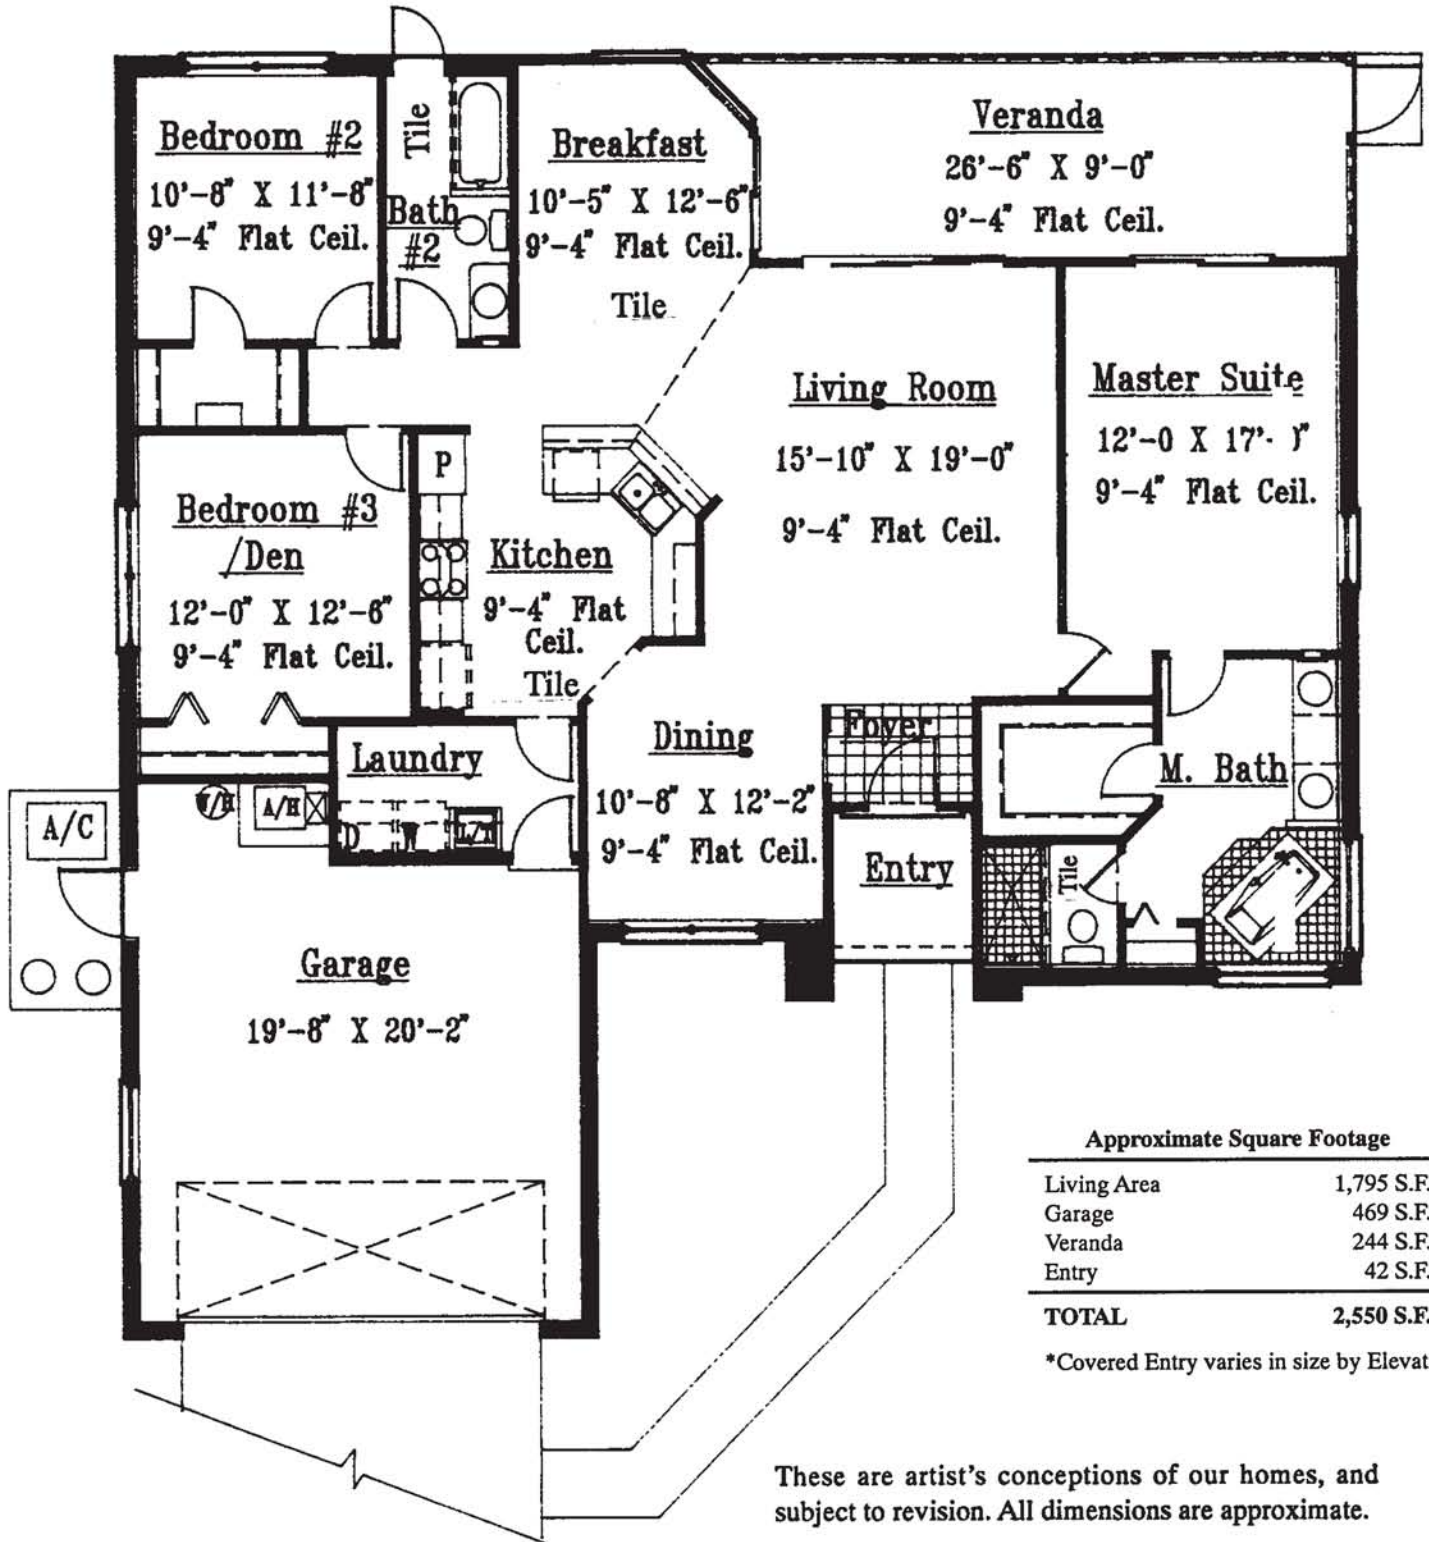 Bedroom #2
10'-8" X 11'-8"
9'-4" Flat Ceil.
Tile
Bath
#2
Breakfast
10'-5" X 12'-6"
9'-4" Flat Ceil.
Tile
Veranda
26'-6" X 9'-0"
9'-4" Flat Ceil.
Living Room
15'-10" X 19'-0"
9'-4" Flat Ceil.
Master Suite
12'-0 X 17'-
9'-4" Flat Ceil.
Bedroom #3
/Den
12'-0" X 12'-6"
9'-4" Flat Ceil.
P
Kitchen
9'-4" Flat
Ceil.
Tile
Laundry
D
W
L/T
Dining
10'-8" X 12'-2"
9'-4" Flat Ceil.
Foyer
Entry
M. Bath
Tile
A/C
W/H
A/H
Garage
19'-8" X 20'-2"
Approximate Square Footage
Living Area 1,795 S.F.
Garage 469 S.F.
Veranda 244 S.F.
Entry 42 S.F.
TOTAL 2,550 S.F.
*Covered Entry varies in size by Elevat
These are artist's conceptions of our homes, and
subject to revision. All dimensions are approximate.